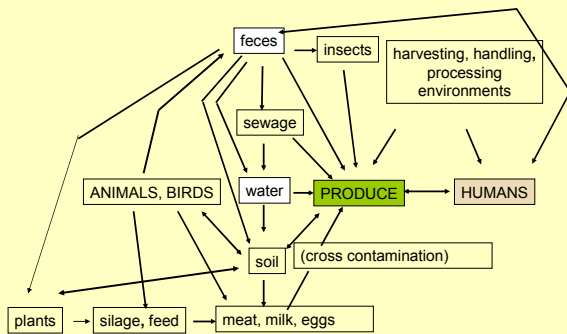 feces
insects
harvesting, handling,
processing
environments
sewage
ANIMALS, BIRDS
water
PRODUCE
HUMANS
soil
(cross contamination)
plants
silage, feed
meat, milk, eggs